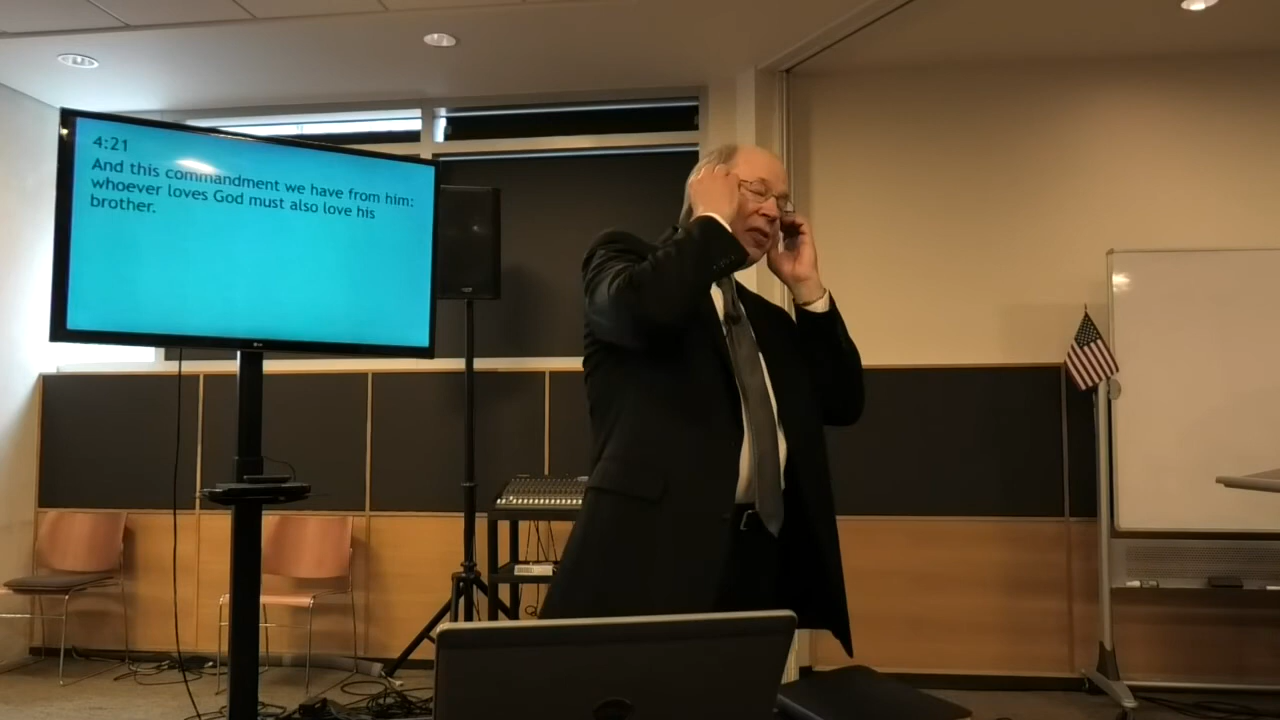 4:21
And this commandment we have from him:
whoever loves God must also love his
brother.